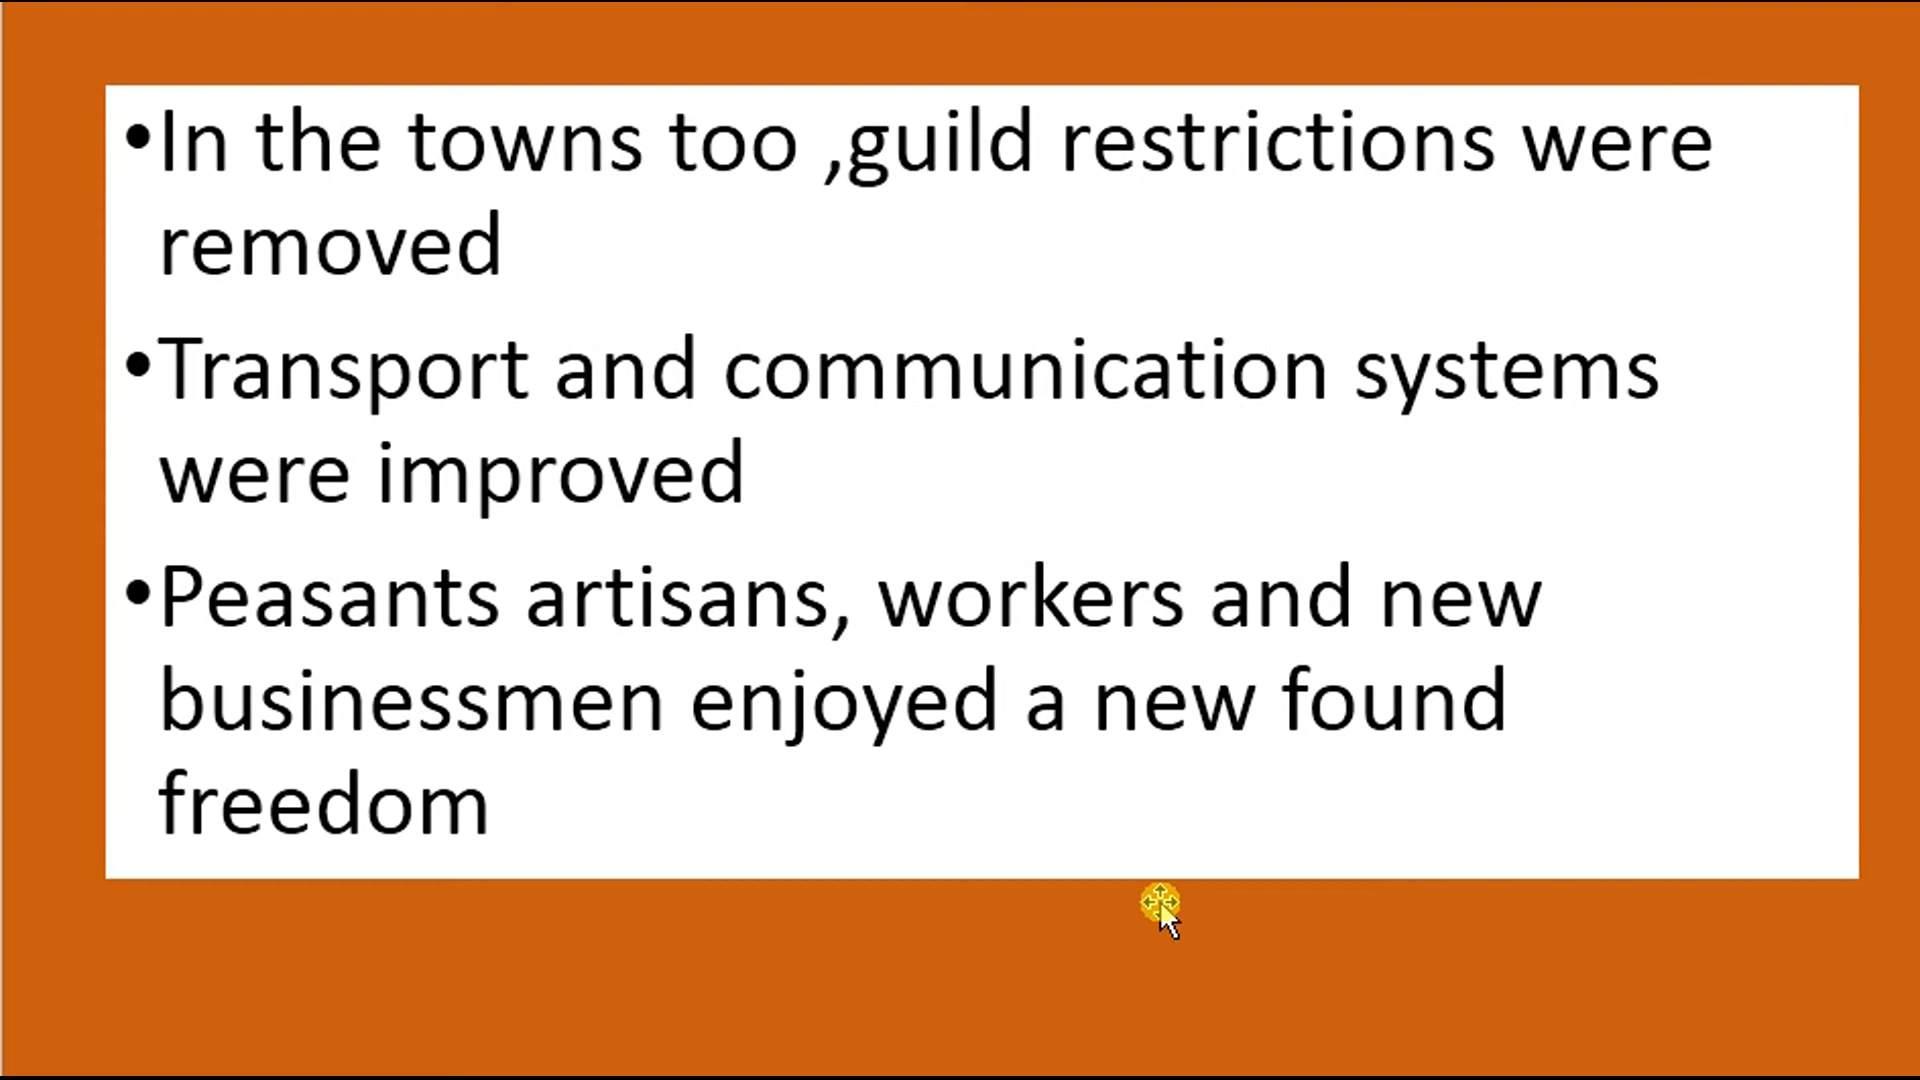 •In the towns too ,guild restrictions were
removed
•Transport and communication systems
were improved
•Peasants artisans, workers and new
businessmen enjoyed a new found
freedom